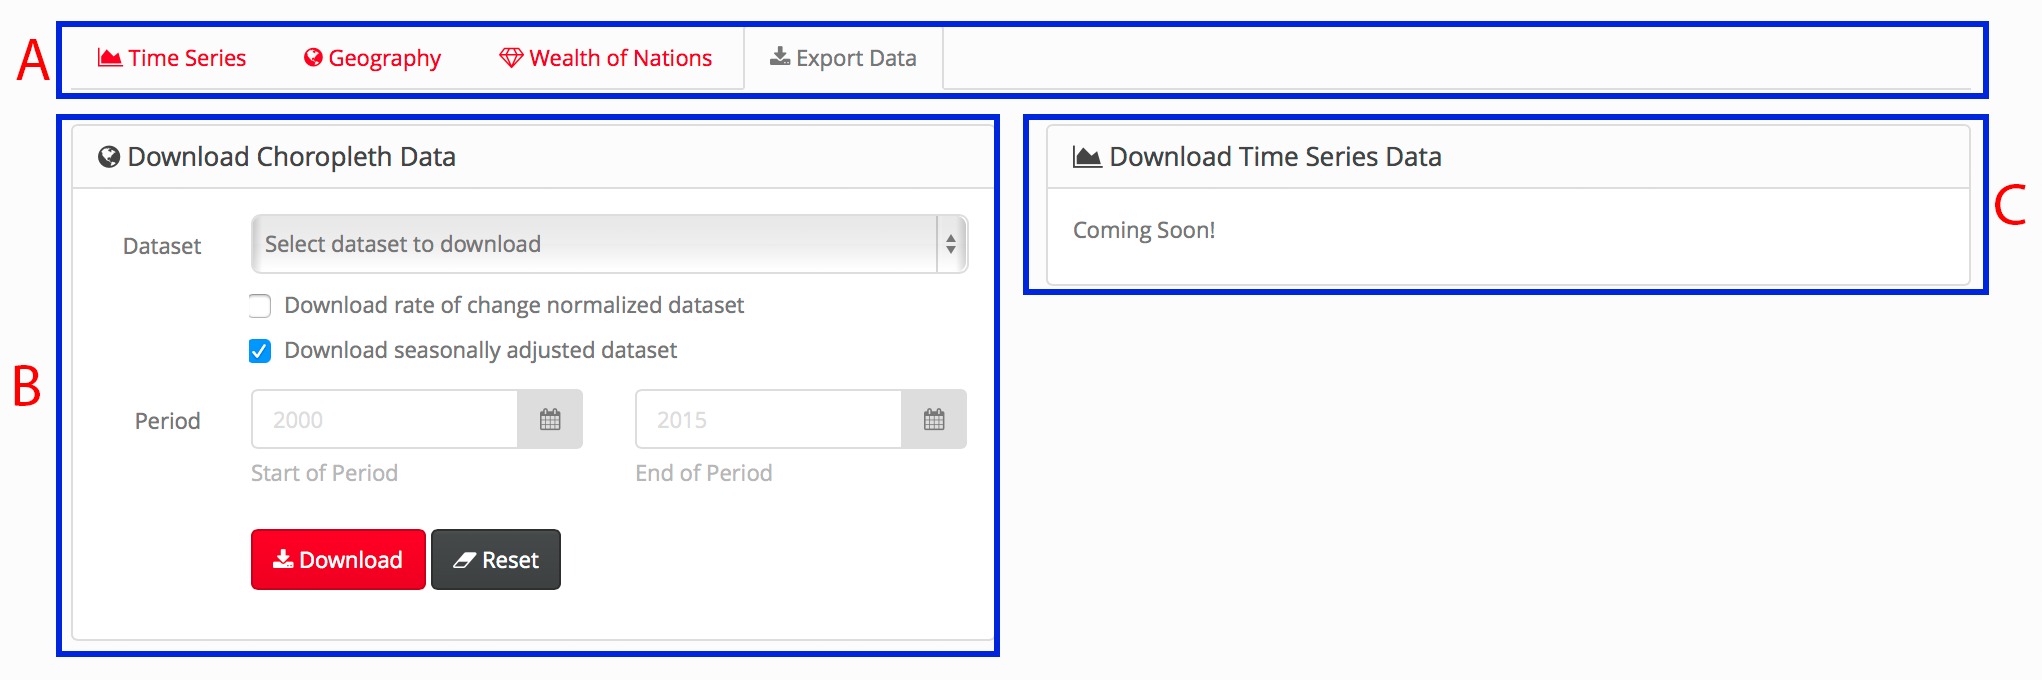 A
Time Series Geography Wealth of Nations Export Data
B
Download Choropleth Data
Dataset Select dataset to download
Download rate of change normalized dataset
Download seasonally adjusted dataset
Period 2000 2015
Start of Period End of Period
Download Reset
C
Download Time Series Data
Coming Soon!